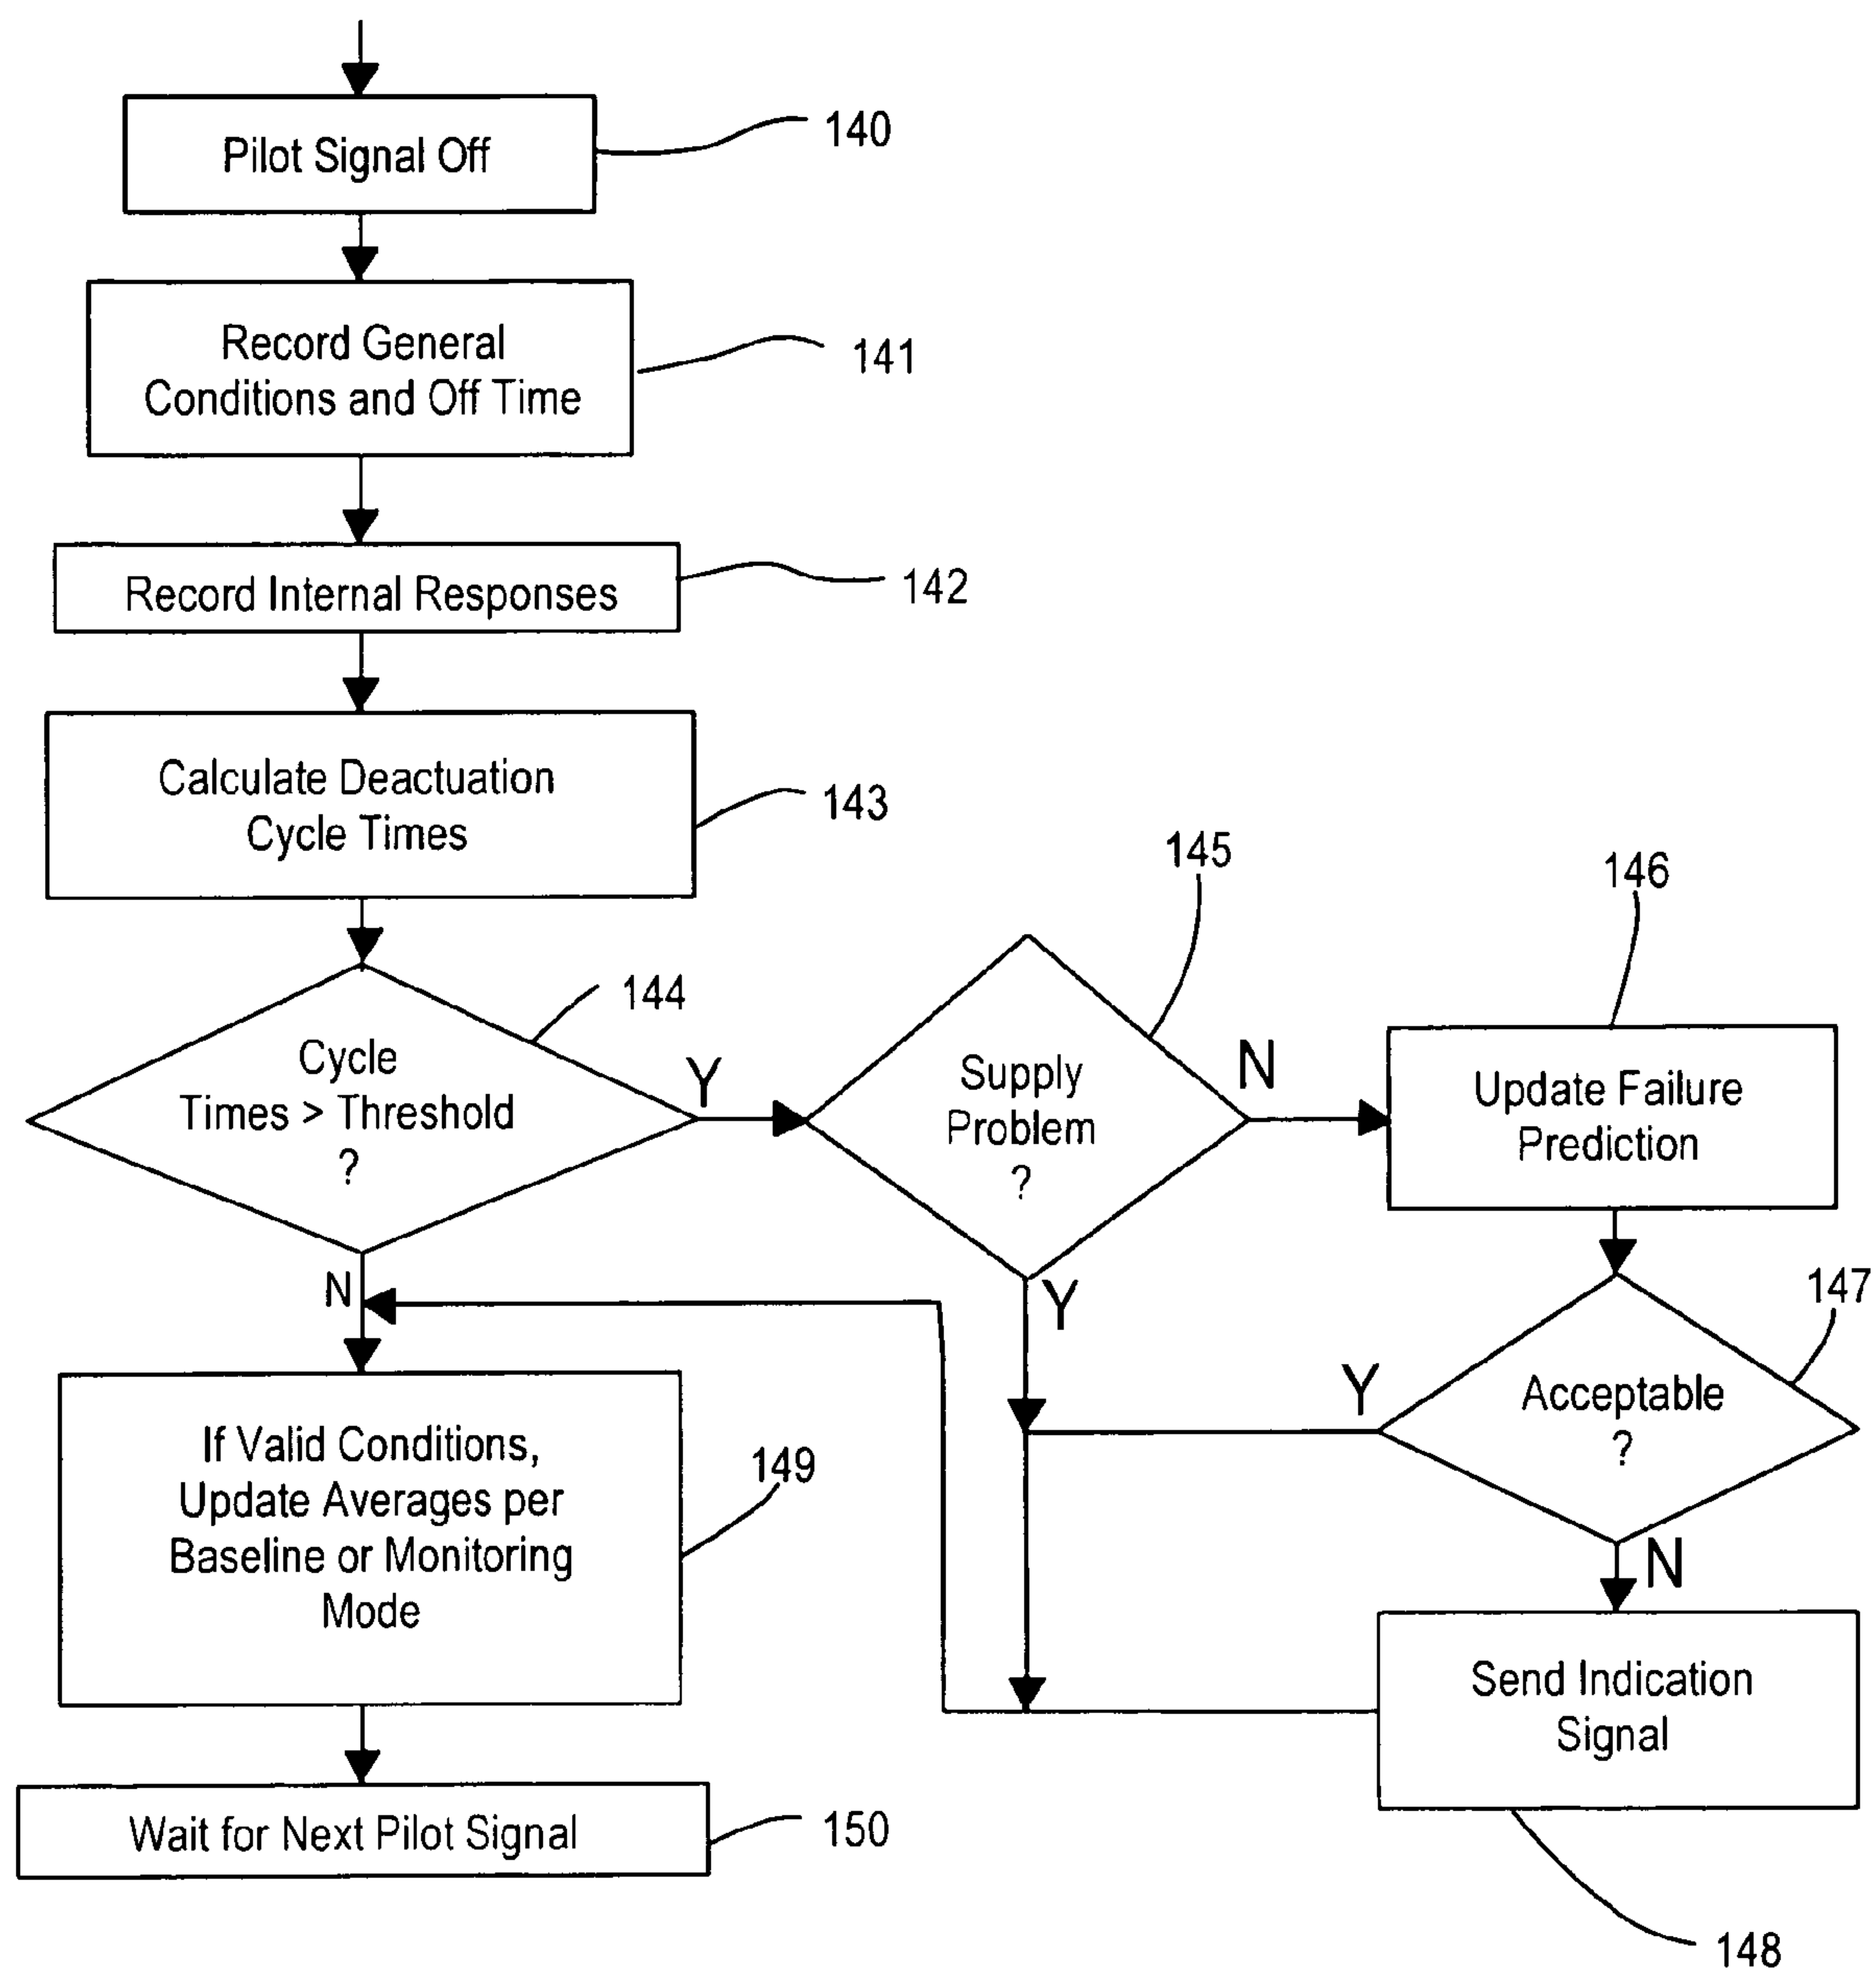 Pilot Signal Off
140
Record General
Conditions and Off Time
141
Record Internal Responses
142
Calculate Deactuation
Cycle Times
143
Cycle
Times > Threshold
?
144
Y
N
Supply
Problem
?
145
N
Y
Update Failure
Prediction
146
Acceptable
?
147
Y
N
Send Indication
Signal
148
If Valid Conditions,
Update Averages per
Baseline or Monitoring
Mode
149
Wait for Next Pilot Signal
150